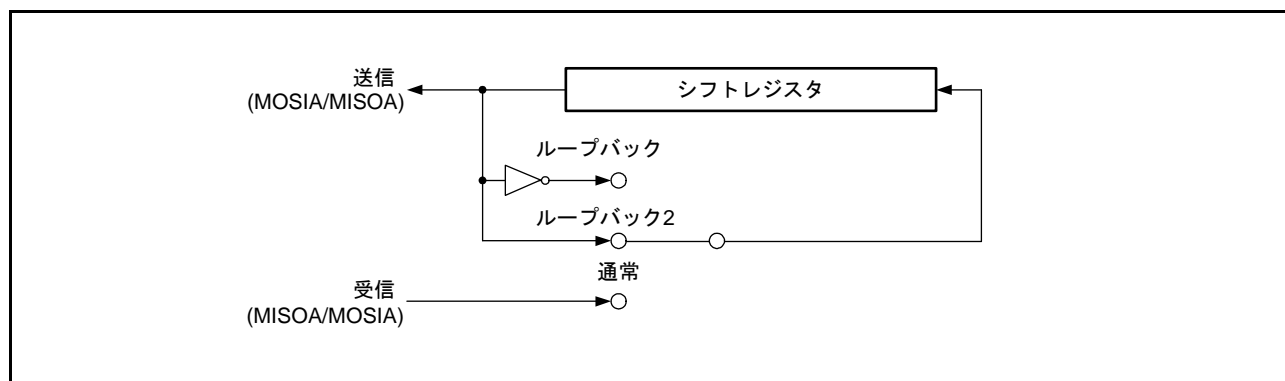 送信
(MOSIA/MISOA)
シフトレジスタ
ループバック
ループバック2
通常
受信
(MISOA/MOSIA)